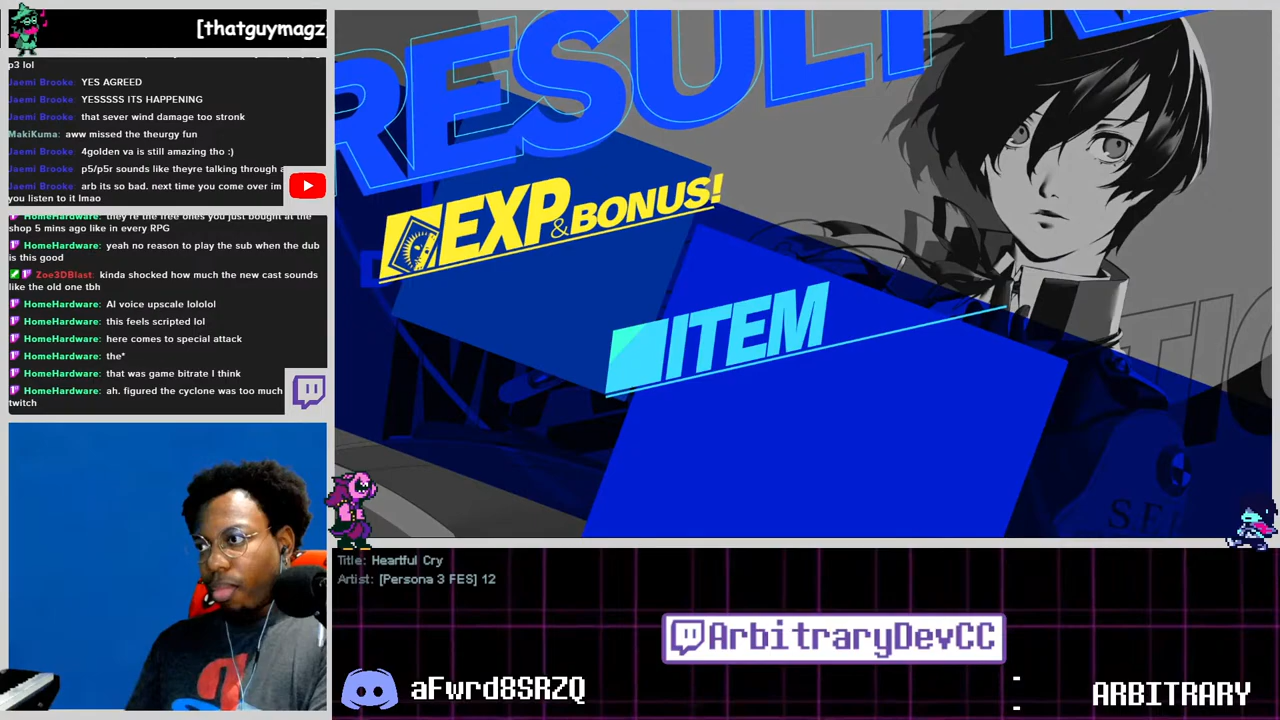 [thatguymagz]
p3 lol
Jaemi Brooke: YES AGREED
Jaemi Brooke: YESSSSS ITS HAPPENING
Jaemi Brooke: that sever wind damage too stronk
MakiKuma: aww missed the theurgy fun
Jaemi Brooke: 4golden va is still amazing tho :)
Jaemi Brooke: p5/p5r sounds like theyre talking through a
Jaemi Brooke: arb its so bad. next time you come over im
you listen to it lmao
HomeHardware: they're the free ones you just bought at the
shop 5 mins ago like in every RPG
HomeHardware: yeah no reason to play the sub when the dub
is this good
Zoe3DBlast: kinda shocked how much the new cast sounds
like the old one tbh
HomeHardware: AI voice upscale lololol
HomeHardware: this feels scripted lol
HomeHardware: here comes to special attack
HomeHardware: the*
HomeHardware: that was game bitrate I think
HomeHardware: ah. figured the cyclone was too much
twitch
RESULT RE
EXP & BONUS!
ITEM
Title: Heartful Cry
Artist: [Persona 3 FES] 12
ArbitraryDevCC
aFwrd8SRZQ
ARBITRARY